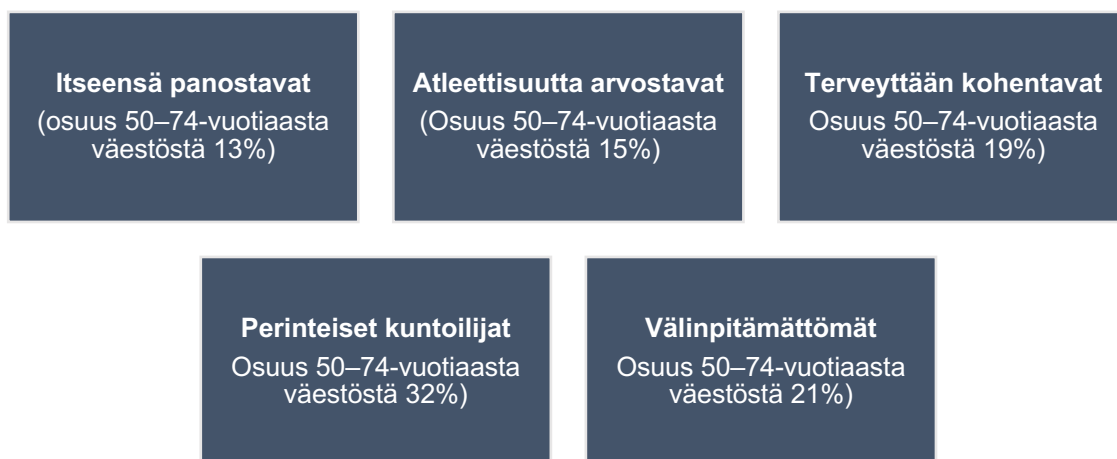 Itseensä panostavat
(osuus 50–74-vuotiaasta
väestöstä 13%)
Atleettisuutta arvostavat
(Osuus 50–74-vuotiaasta
väestöstä 15%)
Terveyttään kohentavat
Osuus 50–74-vuotiaasta
väestöstä 19%)
Perinteiset kuntoilijat
Osuus 50–74-vuotiaasta
väestöstä 32%)
Välinpitämättömät
Osuus 50–74-vuotiaasta
väestöstä 21%)